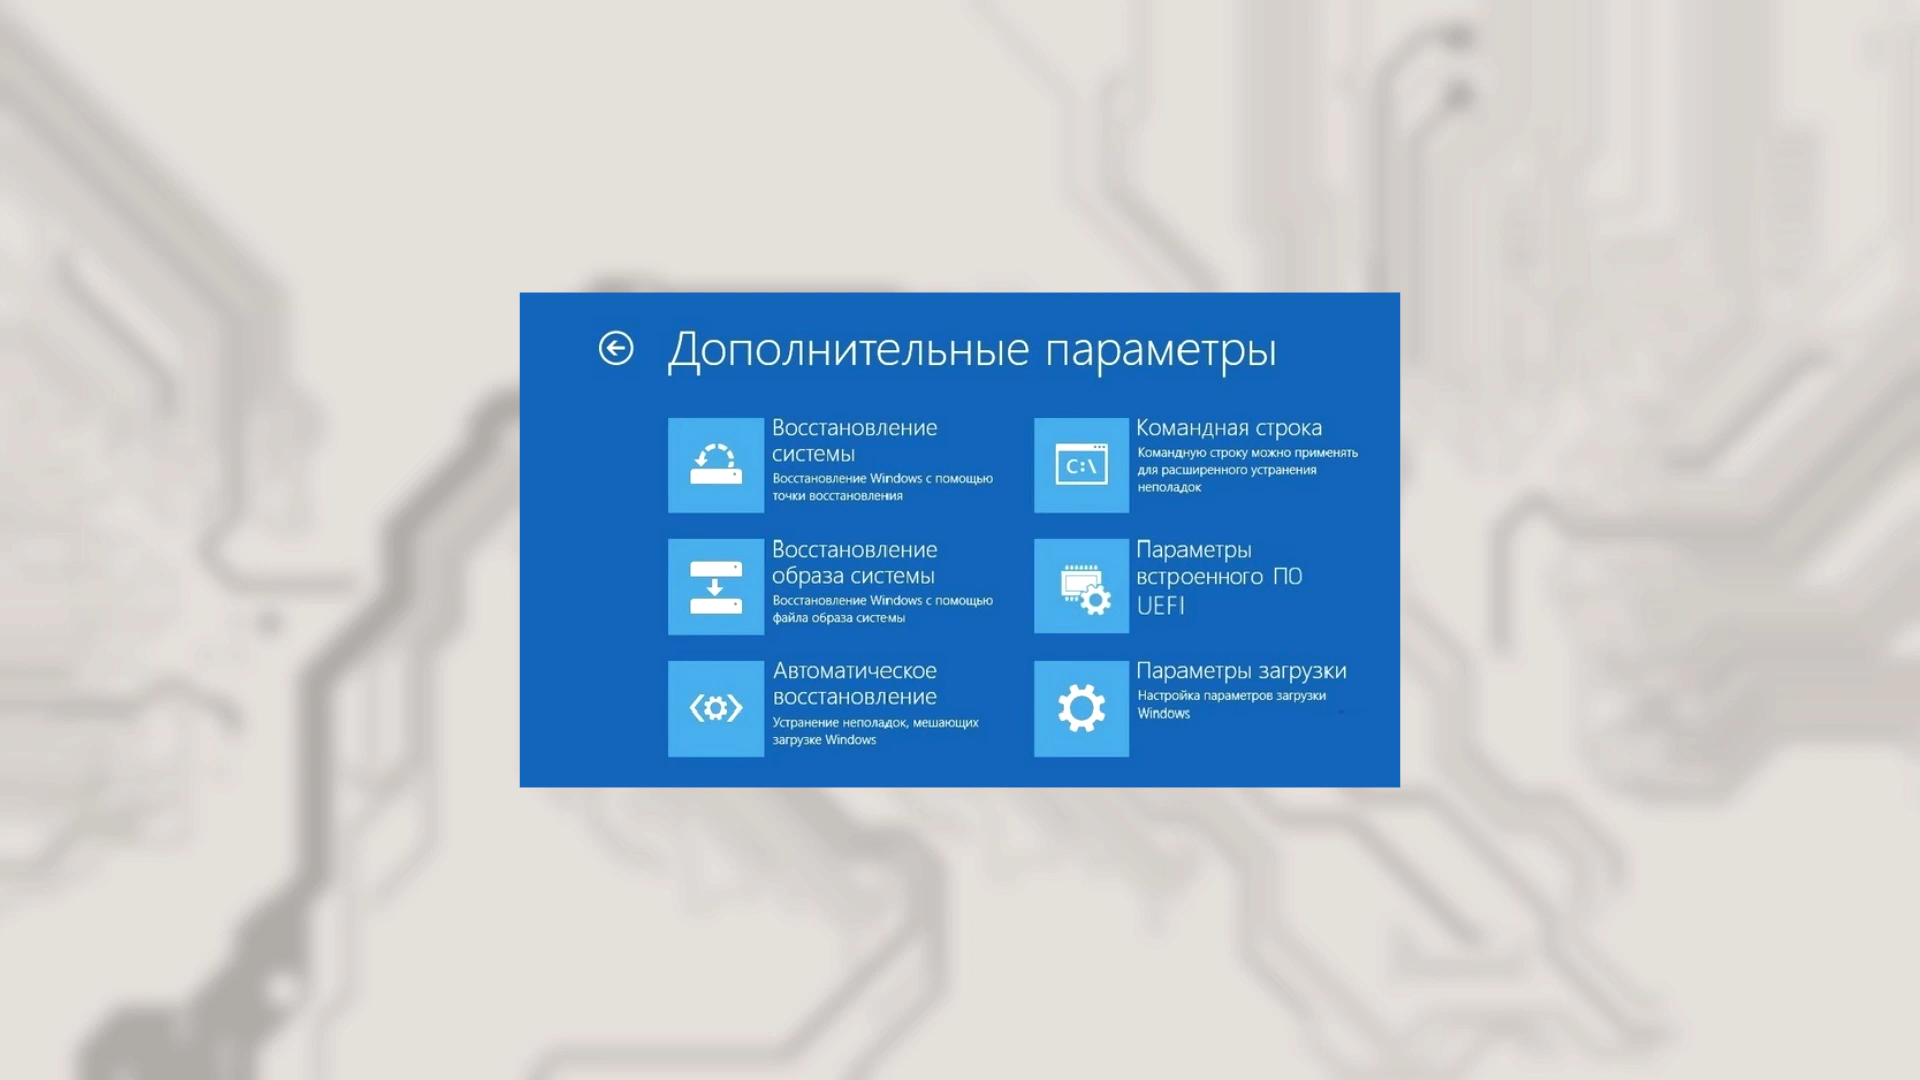 Дополнительные параметры
Восстановление
системы
Восстановление Windows с помощью
точки восстановления
Восстановление
образа системы
Восстановление Windows с помощью
файла образа системы
Автоматическое
восстановление
Устранение неполадок, мешающих
загрузке Windows
C:\
Командная строка
Командную строку можно применять
для расширенного устранения
неполадок
Параметры
встроенного ПО
UEFI
Параметры загрузки
Настройка параметров загрузки
Windows